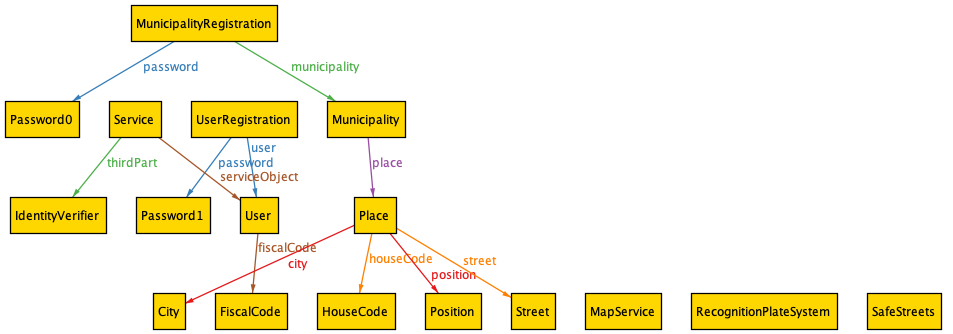 MunicipalityRegistration
password
municipality
Password0
Service
UserRegistration
Municipality
user
thirdPart
password
place
serviceObject
IdentityVerifier
Password1
User
Place
fiscalCode
city
houseCode
street
position
City
FiscalCode
HouseCode
Position
Street
MapService
RecognitionPlateSystem
SafeStreets